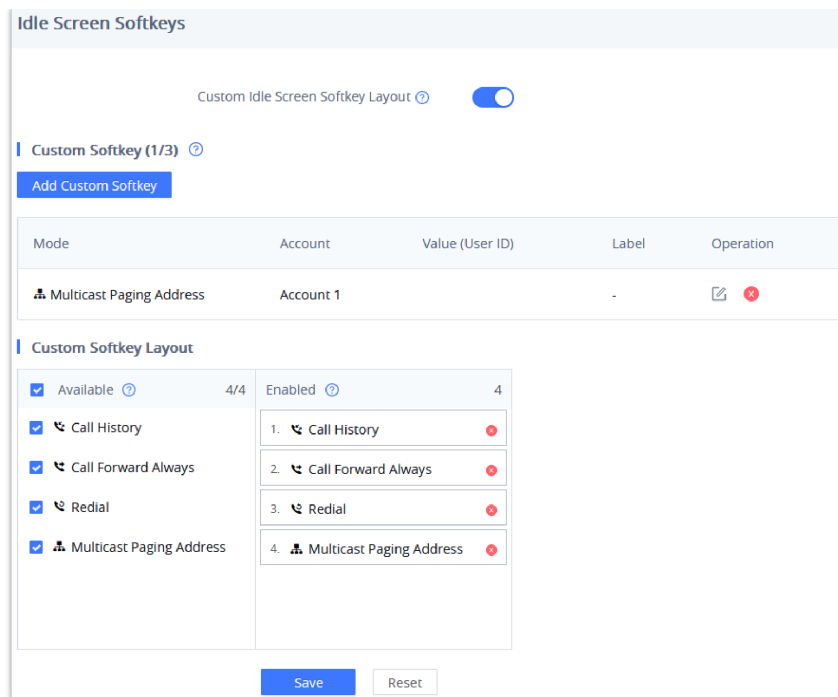 Idle Screen Softkeys
Custom Idle Screen Softkey Layout ?
Custom Softkey (1/3) ?
Add Custom Softkey
Mode Account Value (User ID) Label Operation
Multicast Paging Address Account 1 -
Custom Softkey Layout
Available ? 4/4 Enabled ? 4
Call History 1. Call History
Call Forward Always 2. Call Forward Always
Redial 3. Redial
Multicast Paging Address 4. Multicast Paging Address
Save Reset